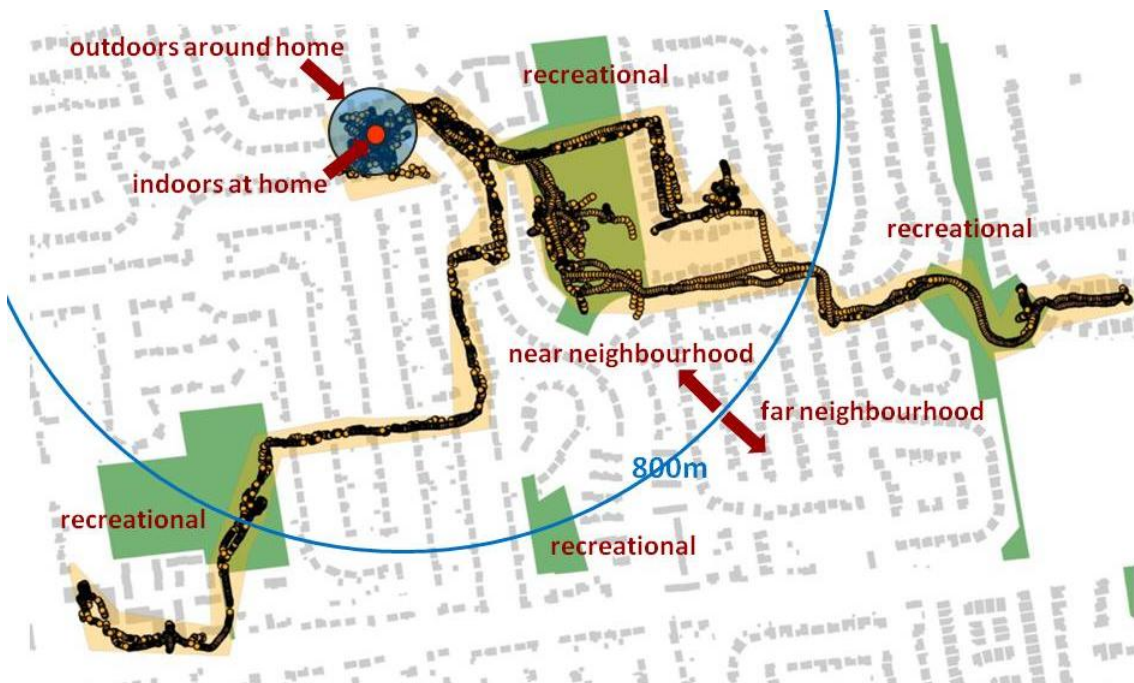 outdoors around home
recreational
indoors at home
recreational
near neighbourhood
far neighbourhood
800m
recreational
recreational